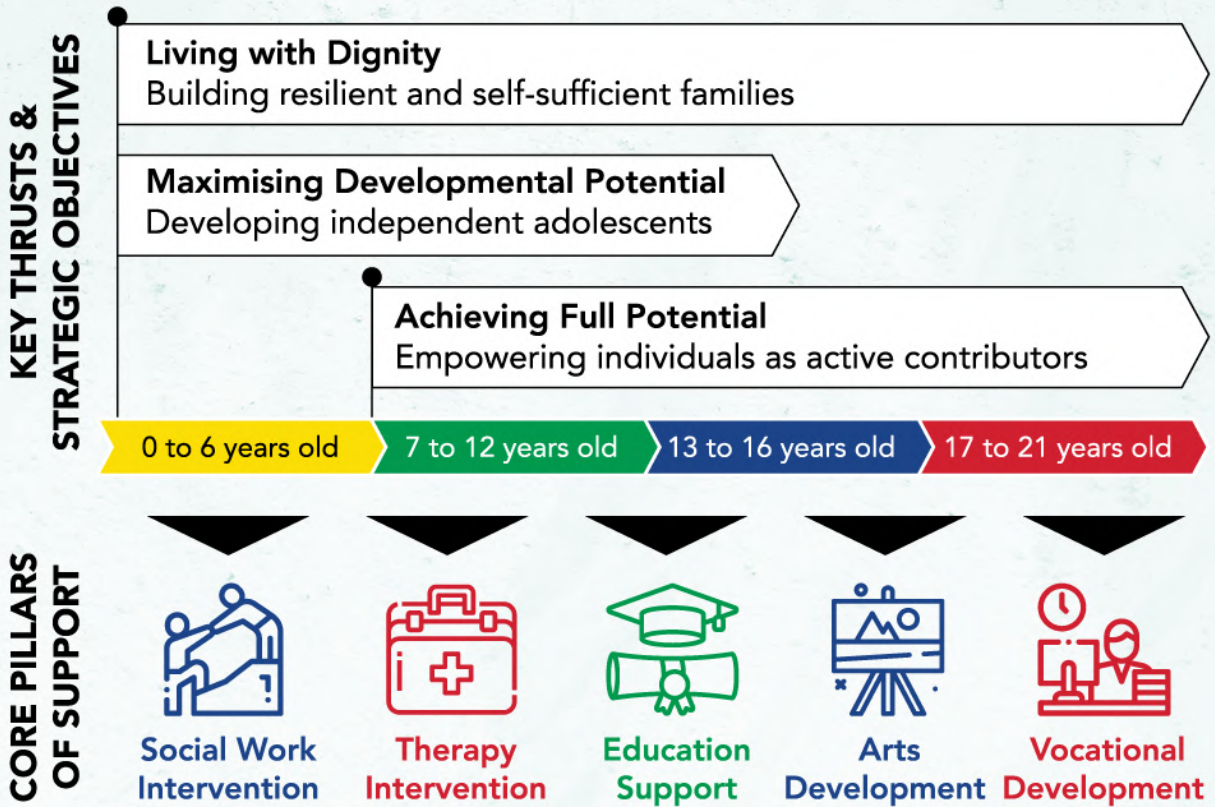 KEY THRUSTS &
STRATEGIC OBJECTIVES
Living with Dignity
Building resilient and self-sufficient families
Maximising Developmental Potential
Developing independent adolescents
Achieving Full Potential
Empowering individuals as active contributors
0 to 6 years old
7 to 12 years old
13 to 16 years old
17 to 21 years old
CORE PILLARS
OF SUPPORT
Social Work
Intervention
Therapy
Intervention
Education
Support
Arts
Development
Vocational
Development